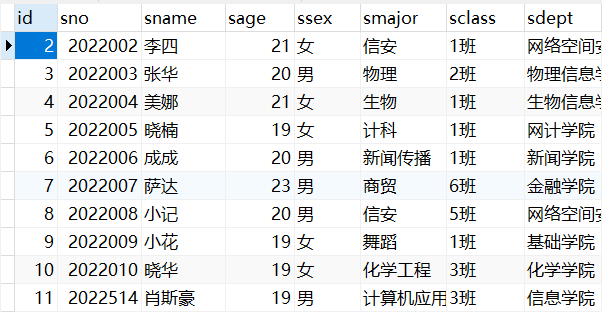 id sno sname sage ssex smajor sclass sdept
2 2022002 李四 21 女 信安 1班 网络空间安
3 2022003 张华 20 男 物理 2班 物理信息学
4 2022004 美娜 21 女 生物 1班 生物信息学
5 2022005 晓楠 19 女 计科 1班 网计学院
6 2022006 成成 20 男 新闻传播 1班 新闻学院
7 2022007 萨达 23 男 商贸 6班 金融学院
8 2022008 小记 20 男 信安 5班 网络空间安
9 2022009 小花 19 女 舞蹈 1班 基础学院
10 2022010 晓华 19 女 化学工程 3班 化学学院
11 2022514 肖斯豪 19 男 计算机应用 3班 信息学院